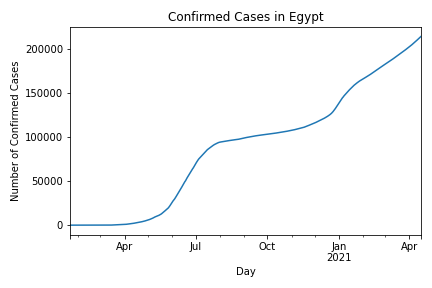 Confirmed Cases in Egypt
Number of Confirmed Cases
200000
150000
100000
50000
0
Apr
Jul
Oct
Jan
2021
Apr
Day